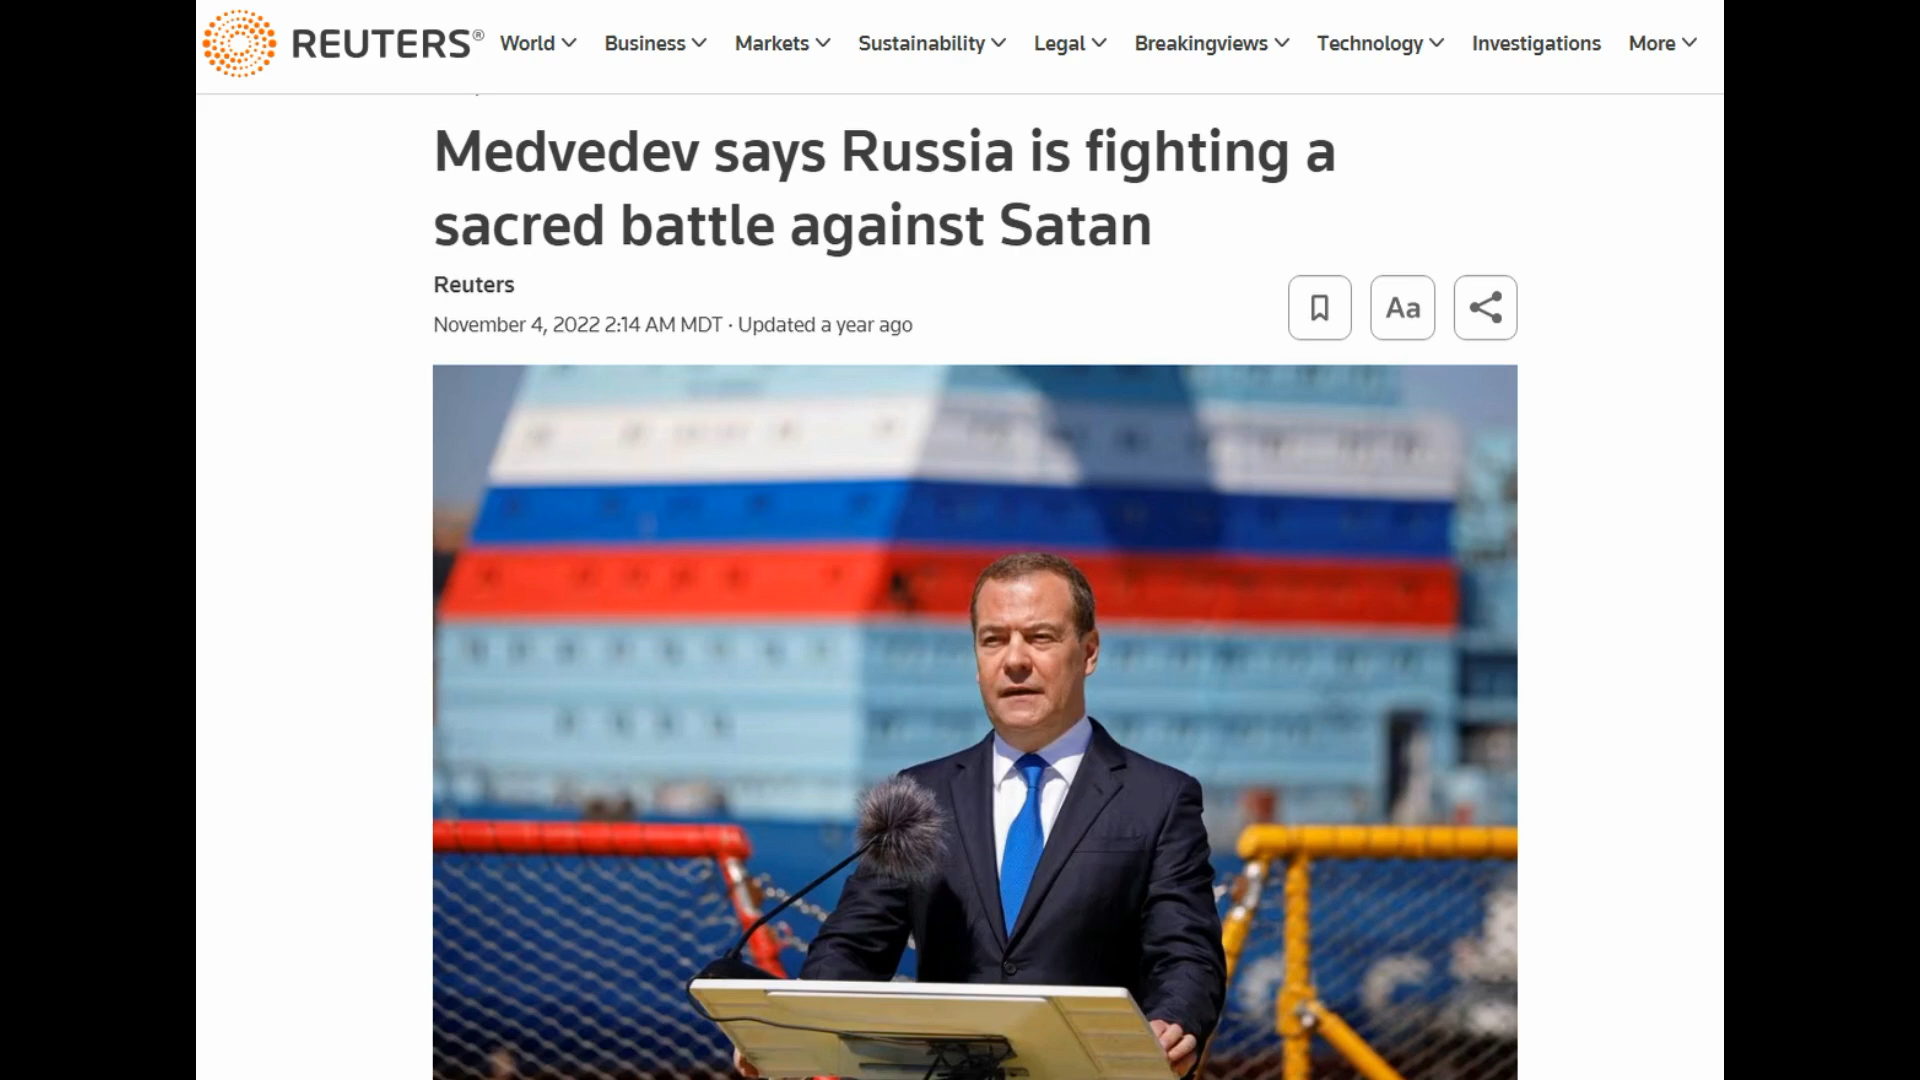 REUTERS® World Business Markets Sustainability Legal Breakingviews Technology Investigations More
Medvedev says Russia is fighting a
sacred battle against Satan
Reuters
November 4, 2022 2:14 AM MDT · Updated a year ago
Aa